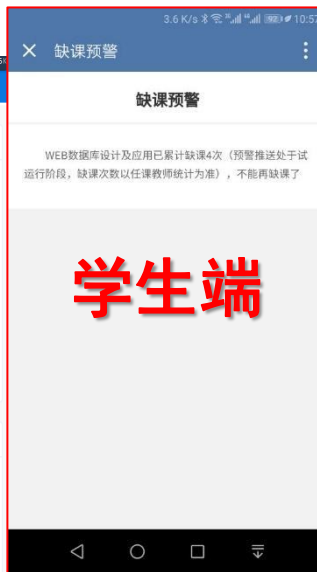 3.6 K/s 10:57
缺课预警
缺课预警
WEB数据库设计及应用已累计缺课4次（预警推送处于试
运行阶段，缺课次数以任课教师统计为准），不能再缺课了
学生端